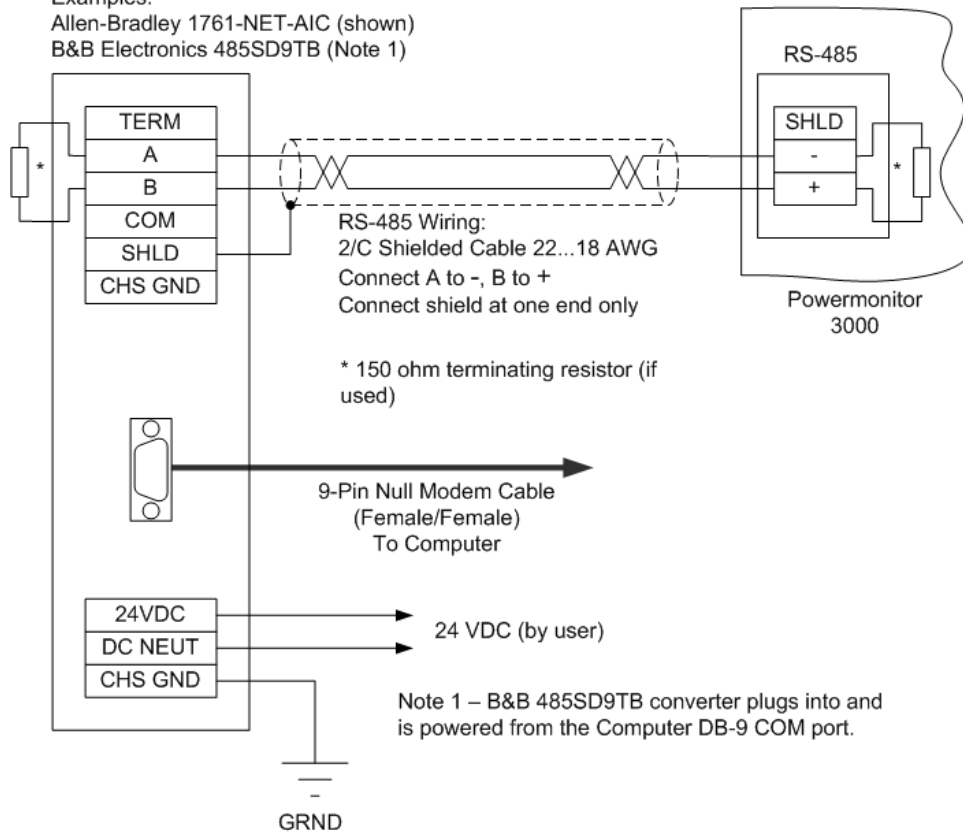 Examples:
Allen-Bradley 1761-NET-AIC (shown)
B&B Electronics 485SD9TB (Note 1)
RS-485
TERM
A
B
COM
SHLD
CHS GND
*
SHLD
-
+
*
RS-485 Wiring:
2/C Shielded Cable 22...18 AWG
Connect A to -, B to +
Connect shield at one end only
Powermonitor
3000
* 150 ohm terminating resistor (if
used)
9-Pin Null Modem Cable
(Female/Female)
To Computer
24VDC
DC NEUT
CHS GND
24 VDC (by user)
Note 1 – B&B 485SD9TB converter plugs into and
is powered from the Computer DB-9 COM port.
GRND